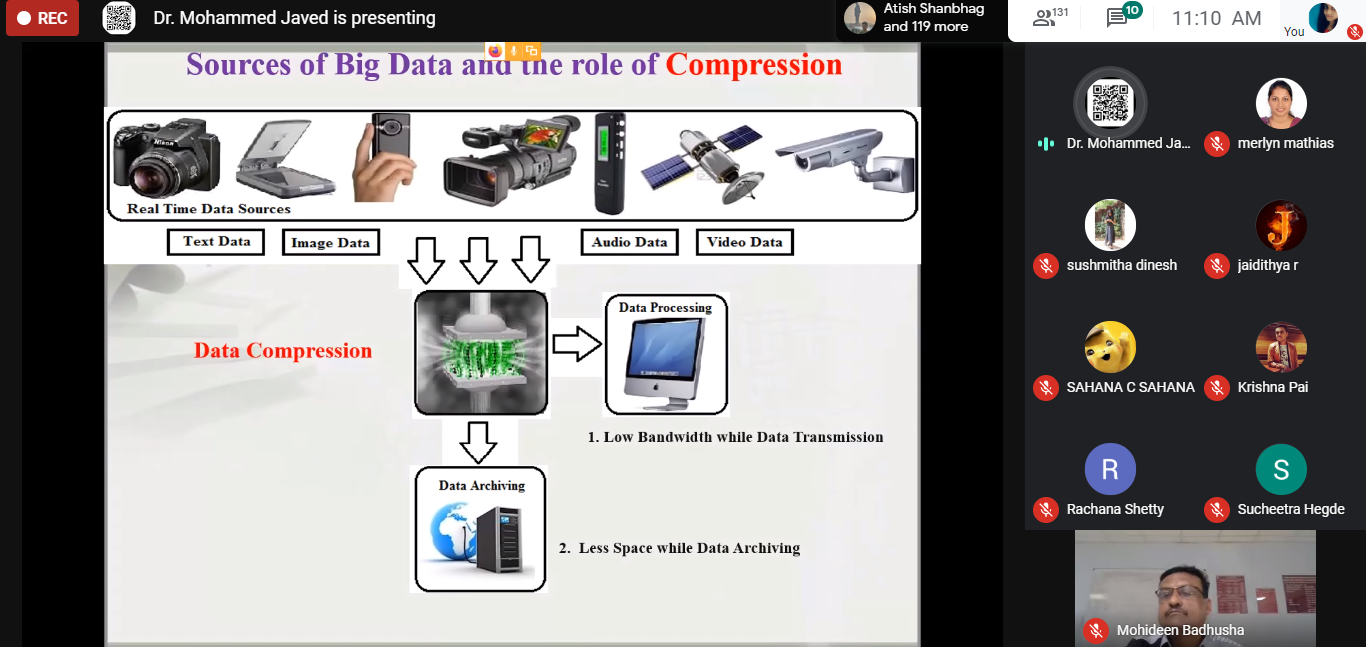 REC
Dr. Mohammed Javed is presenting
Atish Shanbhag
and 119 more
131
10
11:10 AM
You
Sources of Big Data and the role of Compression
Nikon
Real Time Data Sources
Text Data
Image Data
Audio Data
Video Data
Data Compression
Data Processing
1. Low Bandwidth while Data Transmission
Data Archiving
2. Less Space while Data Archiving
Dr. Mohammed Ja...
merlyn mathias
sushmitha dinesh
J
jaidithya r
SAHANA C SAHANA
Krishna Pai
R
Rachana Shetty
S
Sucheetra Hegde
Mohideen Badhusha